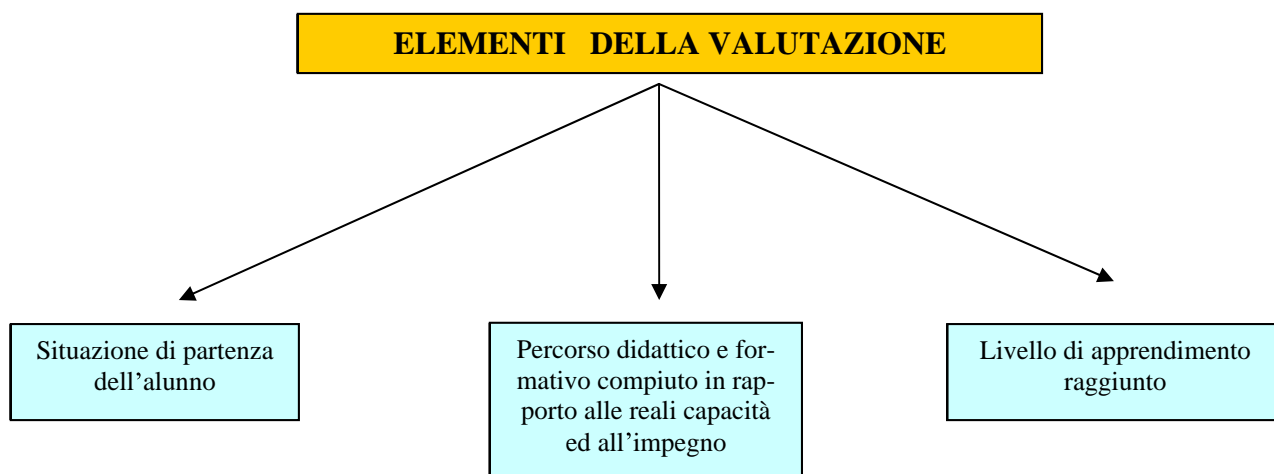 ELEMENTI DELLA VALUTAZIONE
Situazione di partenza
dell’alunno
Percorso didattico e for-
mativo compiuto in rap-
porto alle reali capacità
ed all’impegno
Livello di apprendimento
raggiunto